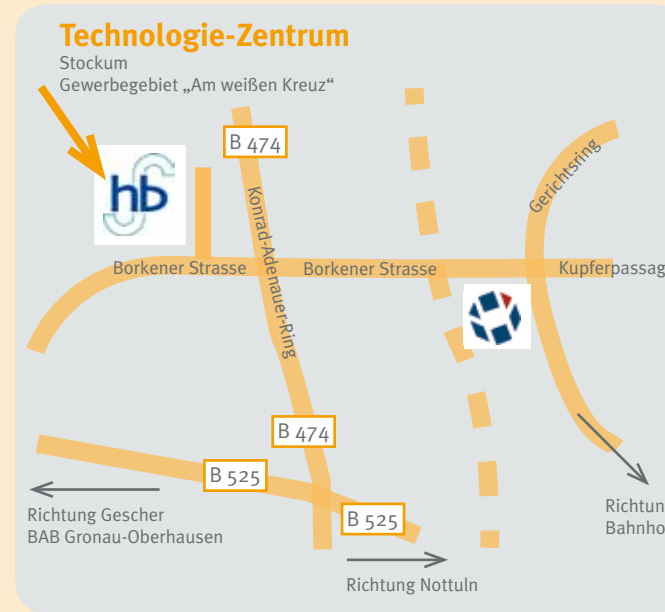 Technologie-Zentrum
Stockum
Gewerbegebiet „Am weißen Kreuz“
B 474
Gerichtsring
hb
Konrad-Adenauer-Ring
Borkener Strasse
Borkener Strasse
Kupferpassag
B 474
B 525
B 525
Richtung Gescher
BAB Gronau-Oberhausen
Richtun
Bahnho
Richtung Nottuln